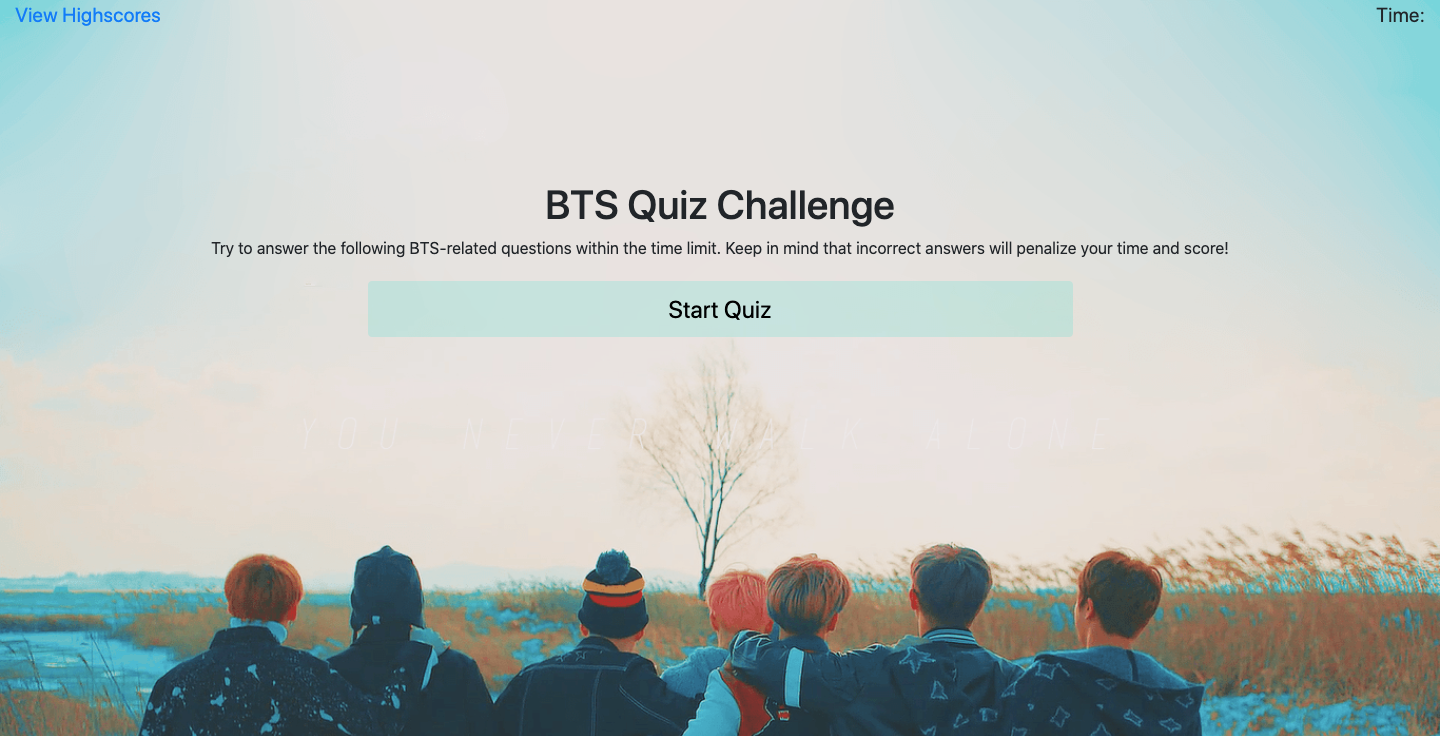 View Highscores
Time:
BTS Quiz Challenge
Try to answer the following BTS-related questions within the time limit. Keep in mind that incorrect answers will penalize your time and score!
Start Quiz
YOU NEVER WALK ALONE